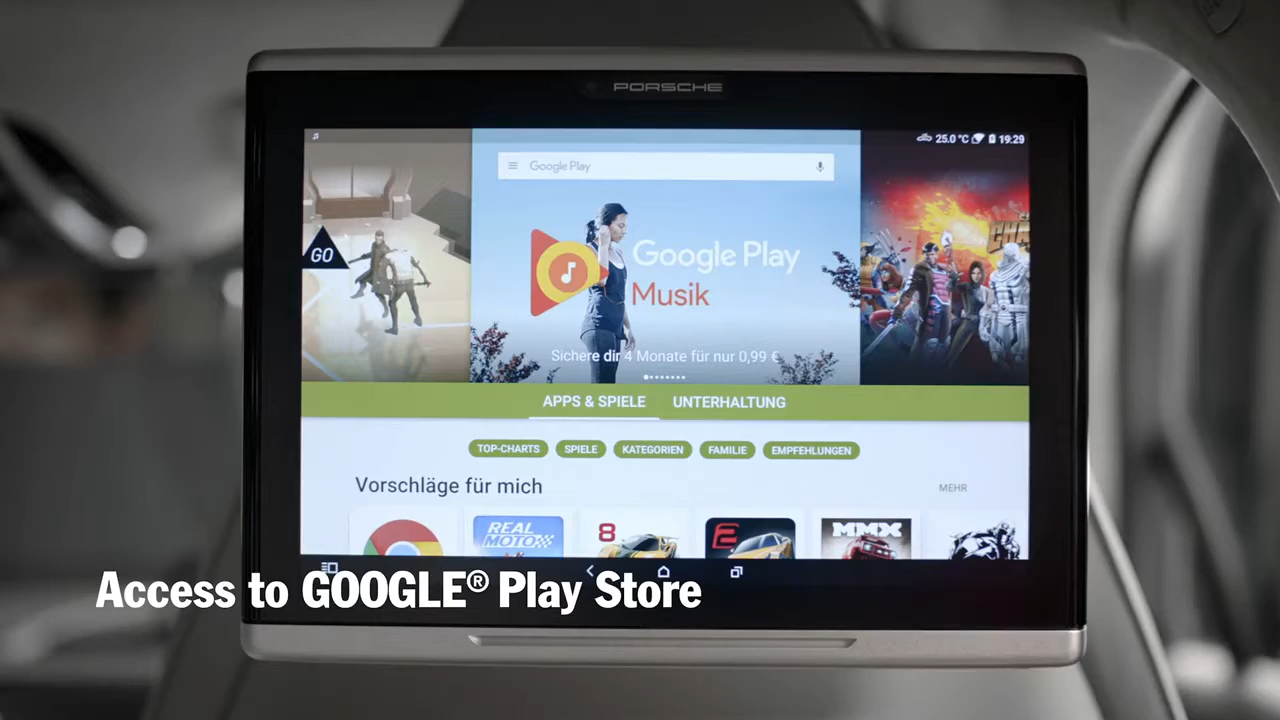 PORSCHE
25.0 °C 19:29
Google Play
GO
Google Play
Musik
Sichere dir 4 Monate für nur 0,99 €
APPS & SPIELE UNTERHALTUNG
TOP-CHARTS SPIELE KATEGORIEN FAMILIE EMPFEHLUNGEN
Vorschläge für mich MEHR
REAL MOTO 8 MMX
Access to GOOGLE® Play Store